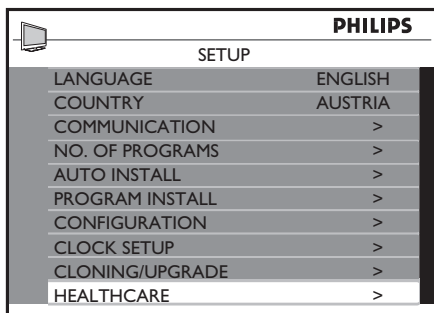 PHILIPS
SETUP
LANGUAGE ENGLISH
COUNTRY AUSTRIA
COMMUNICATION >
NO. OF PROGRAMS >
AUTO INSTALL >
PROGRAM INSTALL >
CONFIGURATION >
CLOCK SETUP >
CLONING/UPGRADE >
HEALTHCARE >